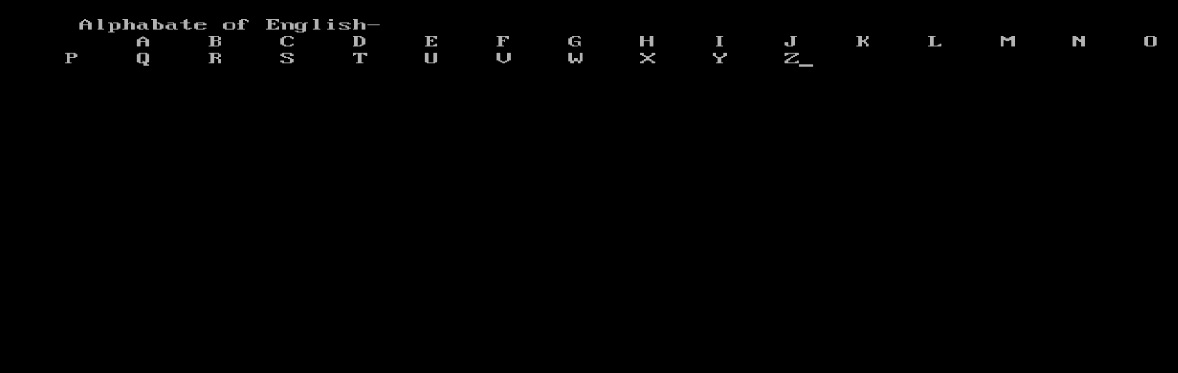 Alphabate of English-
A B C D E F G H I J K L M N O
P Q R S T U V W X Y Z_